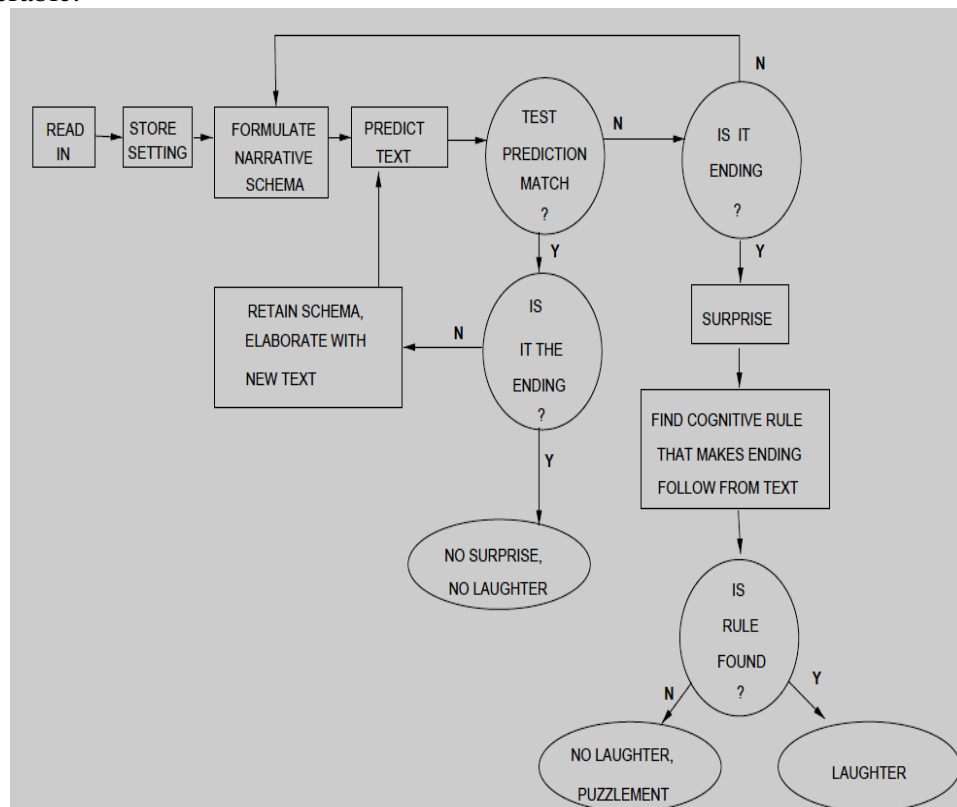 N
READ
IN
STORE
SETTING
FORMULATE
NARRATIVE
SCHEMA
PREDICT
TEXT
TEST
PREDICTION
MATCH
?
N
IS IT
ENDING
?
Y
Y
RETAIN SCHEMA,
ELABORATE WITH
NEW TEXT
N
IS
IT THE
ENDING
?
SURPRISE
Y
FIND COGNITIVE RULE
THAT MAKES ENDING
FOLLOW FROM TEXT
NO SURPRISE,
NO LAUGHTER
IS
RULE
FOUND
?
N
Y
NO LAUGHTER,
PUZZLEMENT
LAUGHTER